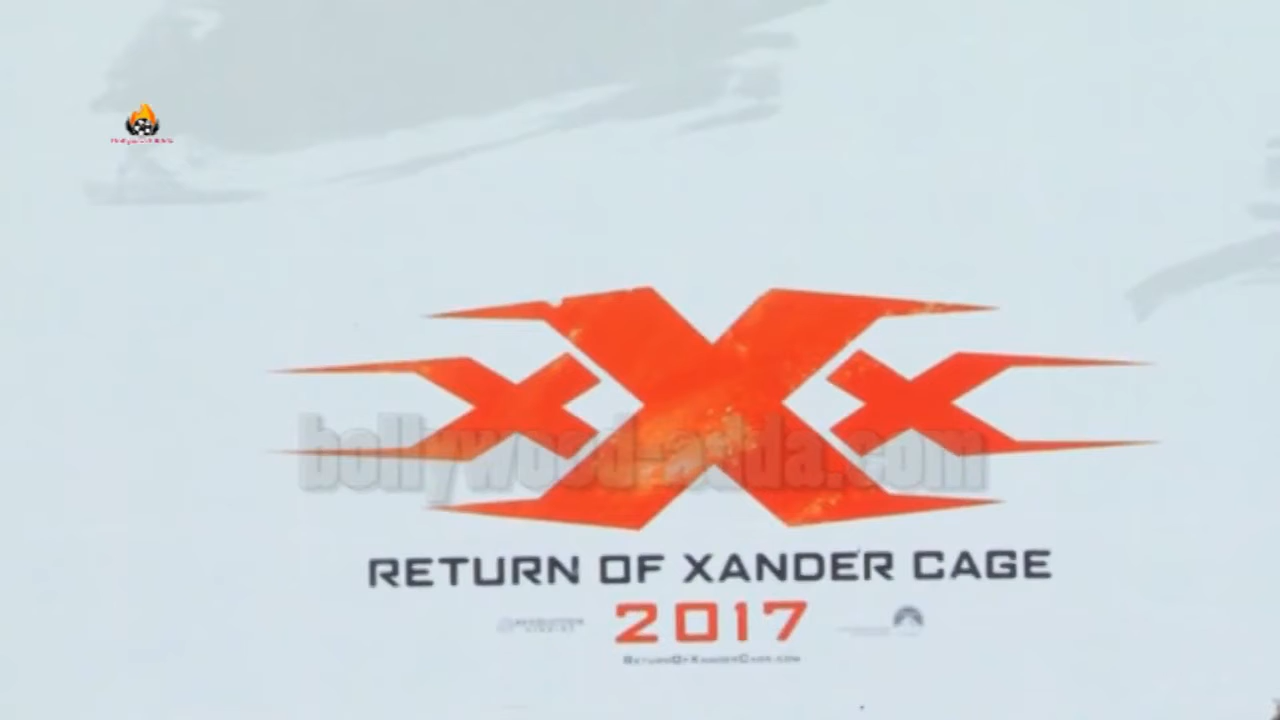 xXx
bollywood-adda.com
RETURN OF XANDER CAGE
2017
RETURNOFXANDERCAGE.COM